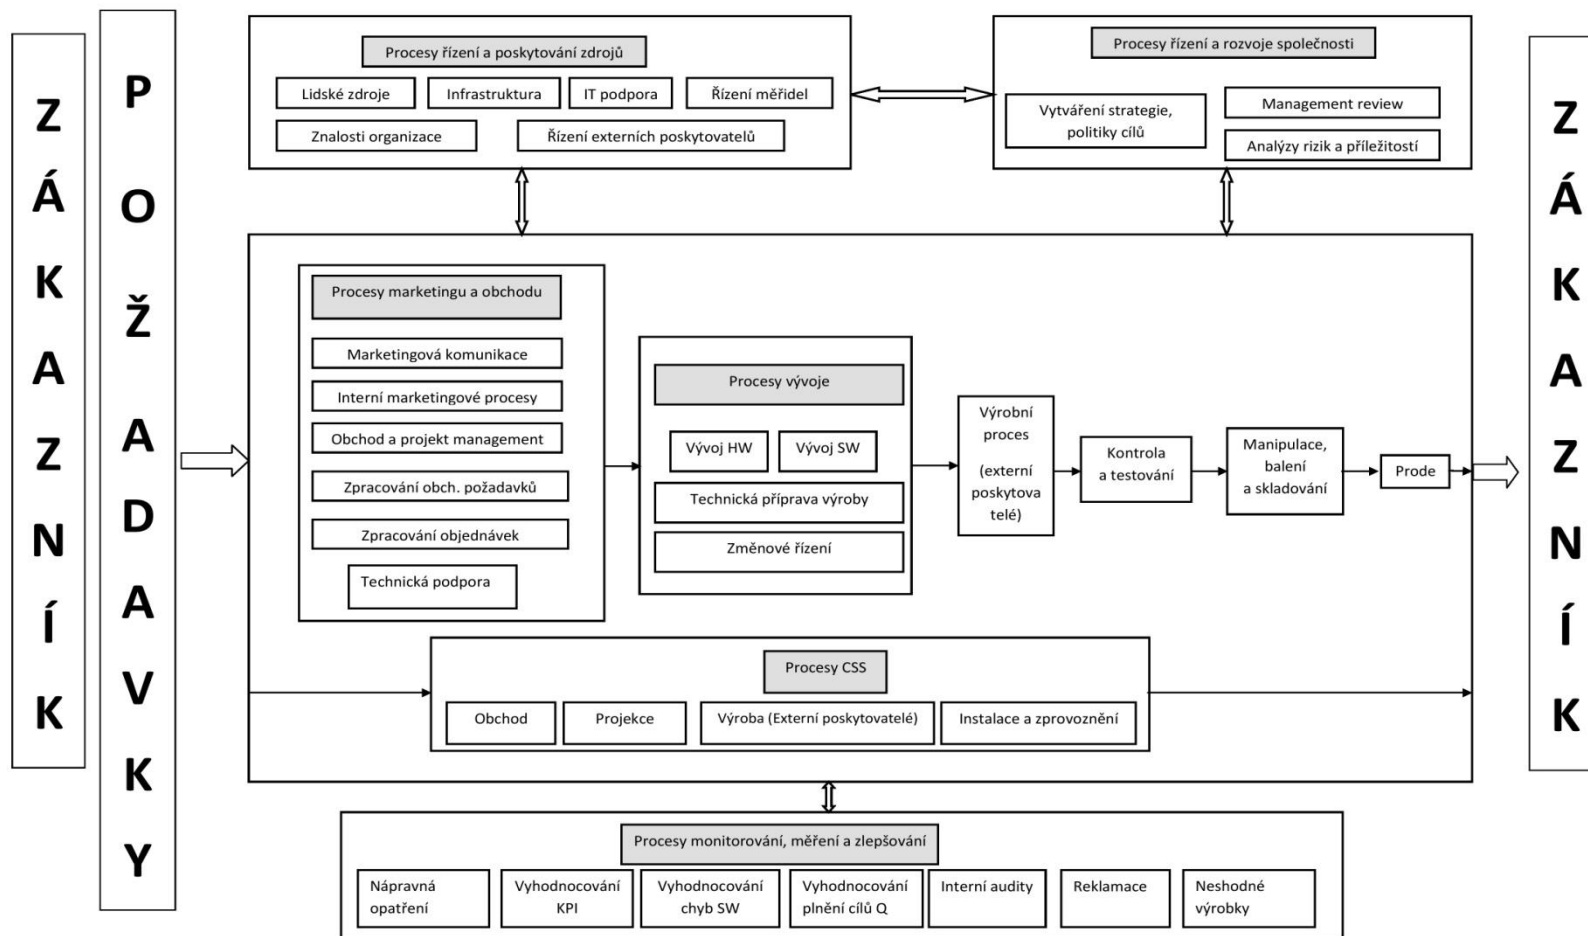 ZÁKAZNÍK
POŽADAVKY
Procesy řízení a poskytování zdrojů
Lidské zdroje
Infrastruktura
IT podpora
Řízení měřidel
Znalosti organizace
Řízení externích poskytovatelů
Procesy řízení a rozvoje společnosti
Vytváření strategie,
politiky cílů
Management review
Analýzy rizik a příležitostí
Procesy marketingu a obchodu
Marketingová komunikace
Interní marketingové procesy
Obchod a projekt management
Zpracování obch. požadavků
Zpracování objednávek
Technická podpora
Procesy vývoje
Vývoj HW
Vývoj SW
Technická příprava výroby
Změnové řízení
Výrobní
proces
(externí
poskytova
telé)
Kontrola
a testování
Manipulace,
balení
a skladování
Prode
Procesy CSS
Obchod
Projekce
Výroba (Externí poskytovatelé)
Instalace a zprovoznění
Procesy monitorování, měření a zlepšování
Nápravná
opatření
Vyhodnocování
KPI
Vyhodnocování
chyb SW
Vyhodnocování
plnění cílů Q
Interní audity
Reklamace
Neshodné
výrobky
ZÁKAZNÍK